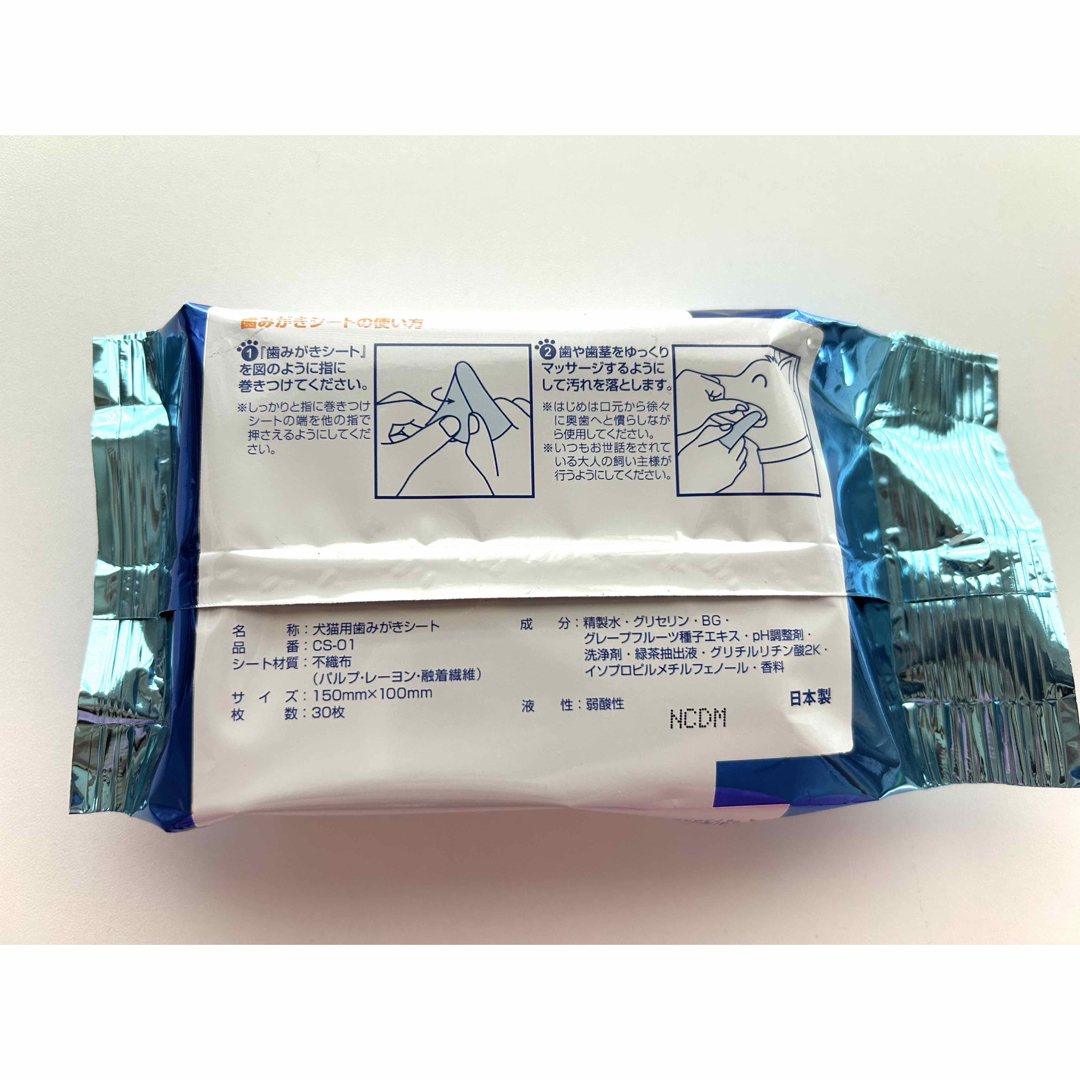 歯みがきシートの使い方
1 『歯みがきシート』
を図のように指に
巻きつけてください。
※しっかりと指に巻きつけ
シートの端を他の指で
押さえるようにしてくだ
さい。
2 歯や歯茎をゆっくり
マッサージするように
して汚れを落とします。
※はじめは口元から徐々
に奥歯へと慣らしなが
ら使用してください。
※いつもお世話をされて
いる大人の飼い主様が
行うようにしてください。
名 称：犬猫用歯みがきシート
品 番：CS-01
シート材質：不織布
（パルプ・レーヨン・融着繊維）
サ イ ズ：150mm×100mm
枚 数：30枚
成 分：精製水・グリセリン・BG・
グレープフルーツ種子エキス・pH調整剤・
洗浄剤・緑茶抽出液・グリチルリチン酸2K・
イソプロピルメチルフェノール・香料
液 性：弱酸性
日本製
NCDM